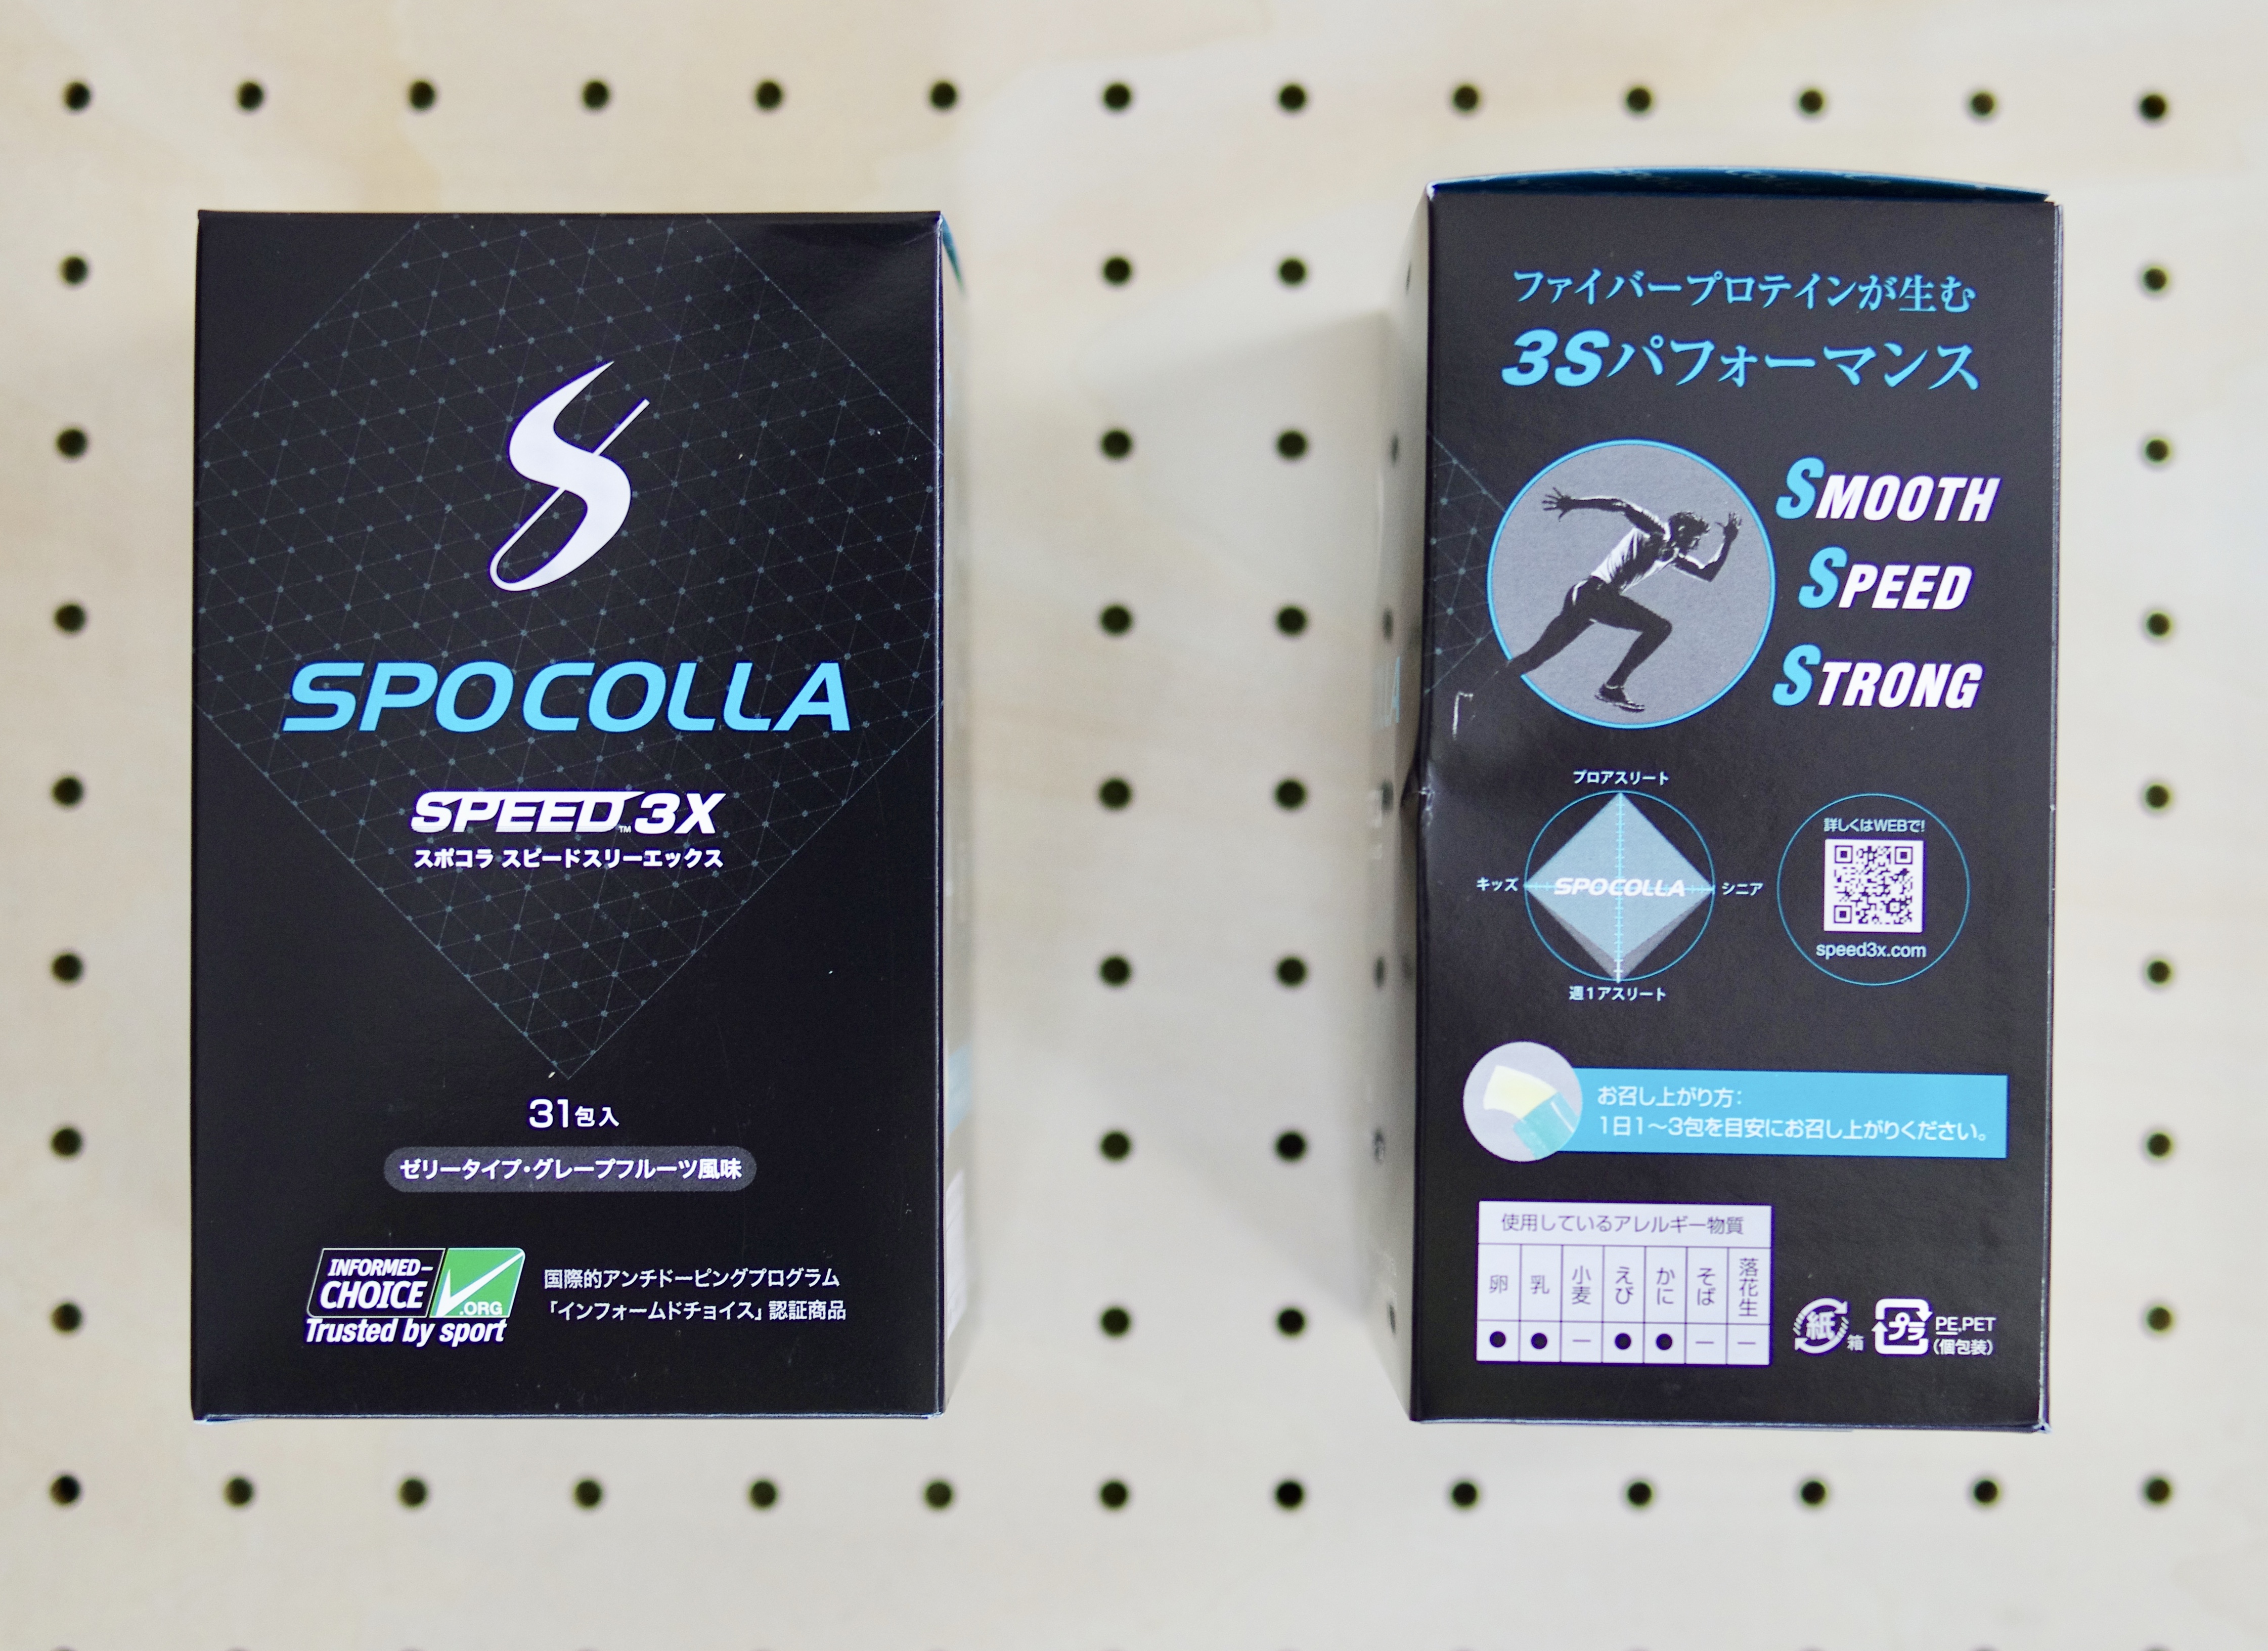 SPOCOLLA
SPEED™3X
スポコラ スピードスリーエックス
31包入
ゼリータイプ・グレープフルーツ風味
INFORMED-
CHOICE
.ORG
Trusted by sport
国際的アンチドーピングプログラム
「インフォームドチョイス」認証商品
ファイバープロテインが生む
3Sパフォーマンス
SMOOTH
SPEED
STRONG
プロアスリート
キッズ
SPOCOLLA
シニア
週1アスリート
詳しくはWEBで!
speed3x.com
お召し上がり方:
1日1〜3包を目安にお召し上がりください。
使用しているアレルギー物質
卵 乳 小麦 えび かに そば 落花生
● ● － ● ● － －
紙 箱
プラ PE,PET
(個包装)